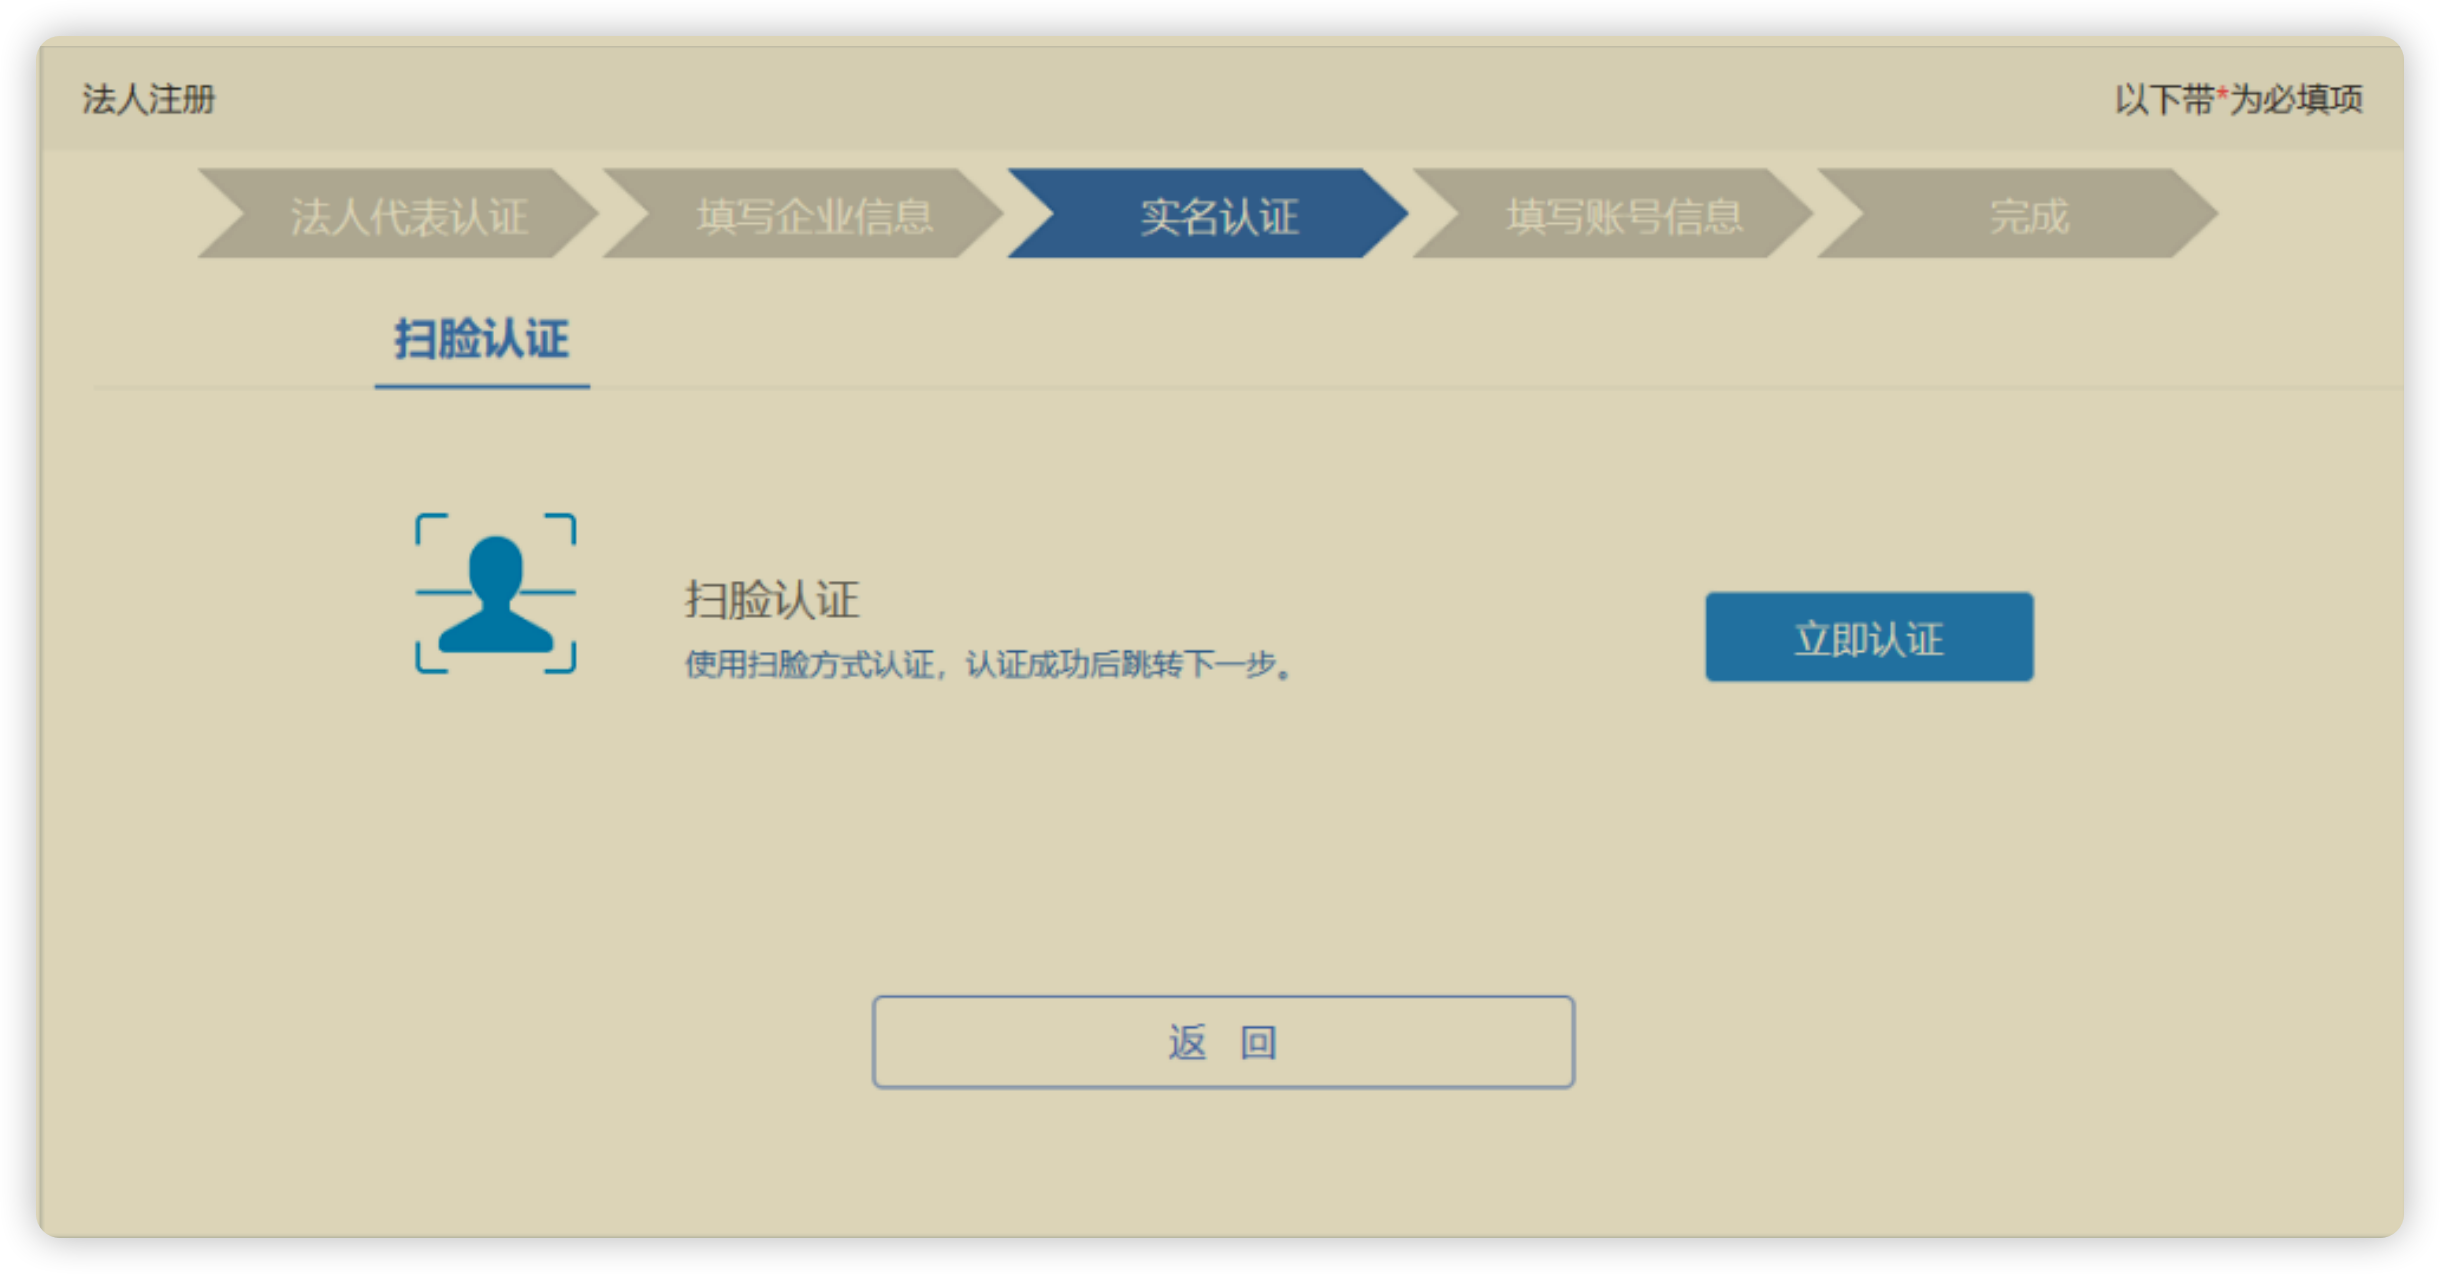 法人注册
以下带*为必填项
法人代表认证
填写企业信息
实名认证
填写账号信息
完成
扫脸认证
扫脸认证
使用扫脸方式认证，认证成功后跳转下一步。
立即认证
返 回